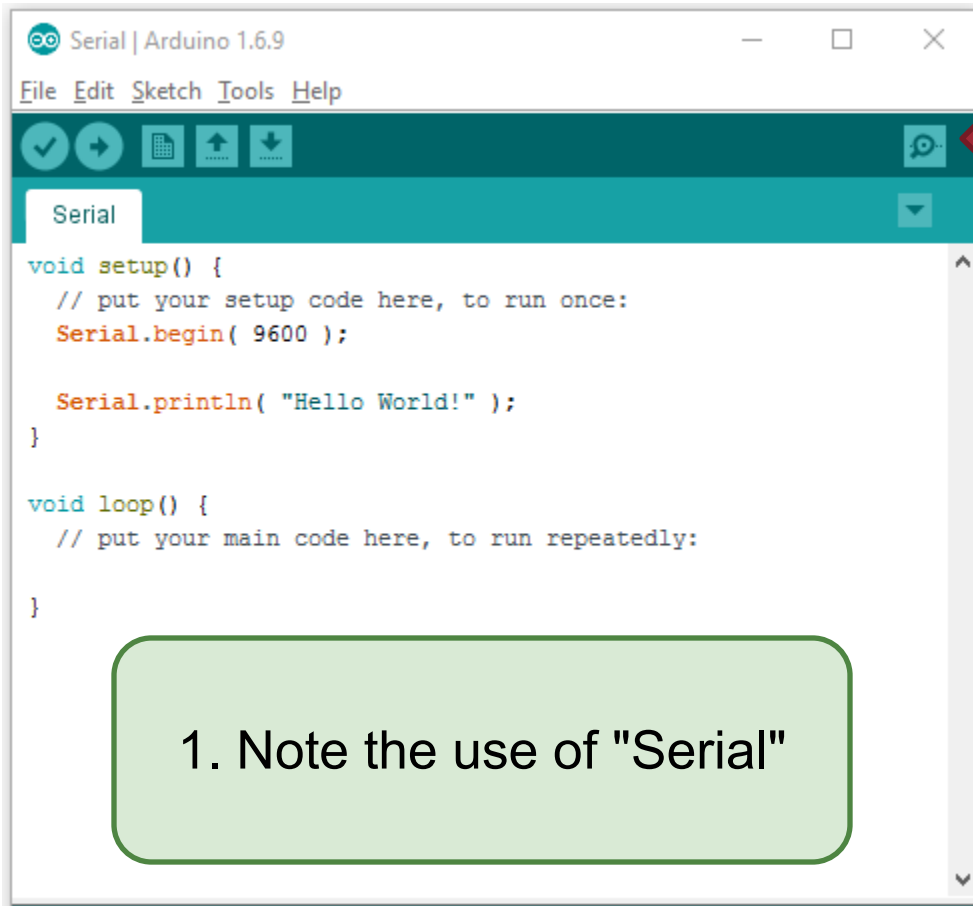 Serial | Arduino 1.6.9
File Edit Sketch Tools Help
Serial
void setup() {
  // put your setup code here, to run once:
  Serial.begin( 9600 );
  Serial.println( "Hello World!" );
}
void loop() {
  // put your main code here, to run repeatedly:
}
1. Note the use of "Serial"